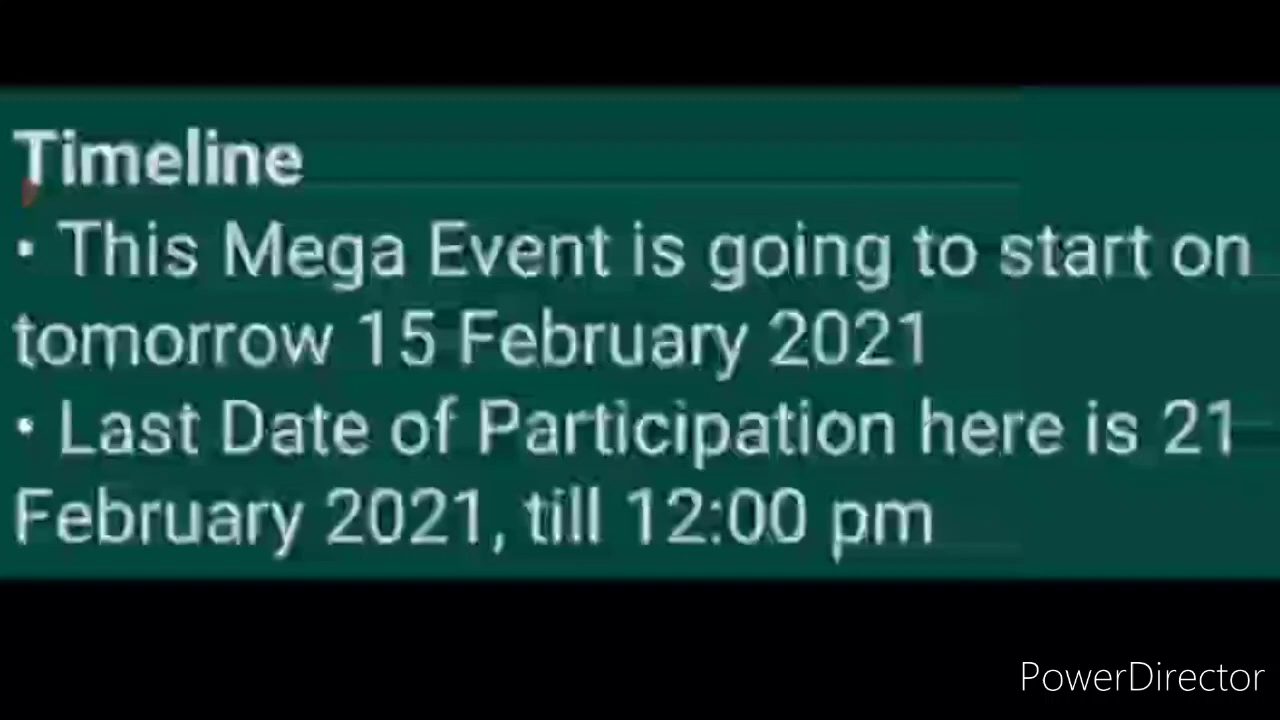 Timeline
• This Mega Event is going to start on
tomorrow 15 February 2021
• Last Date of Participation here is 21
February 2021, till 12:00 pm
PowerDirector